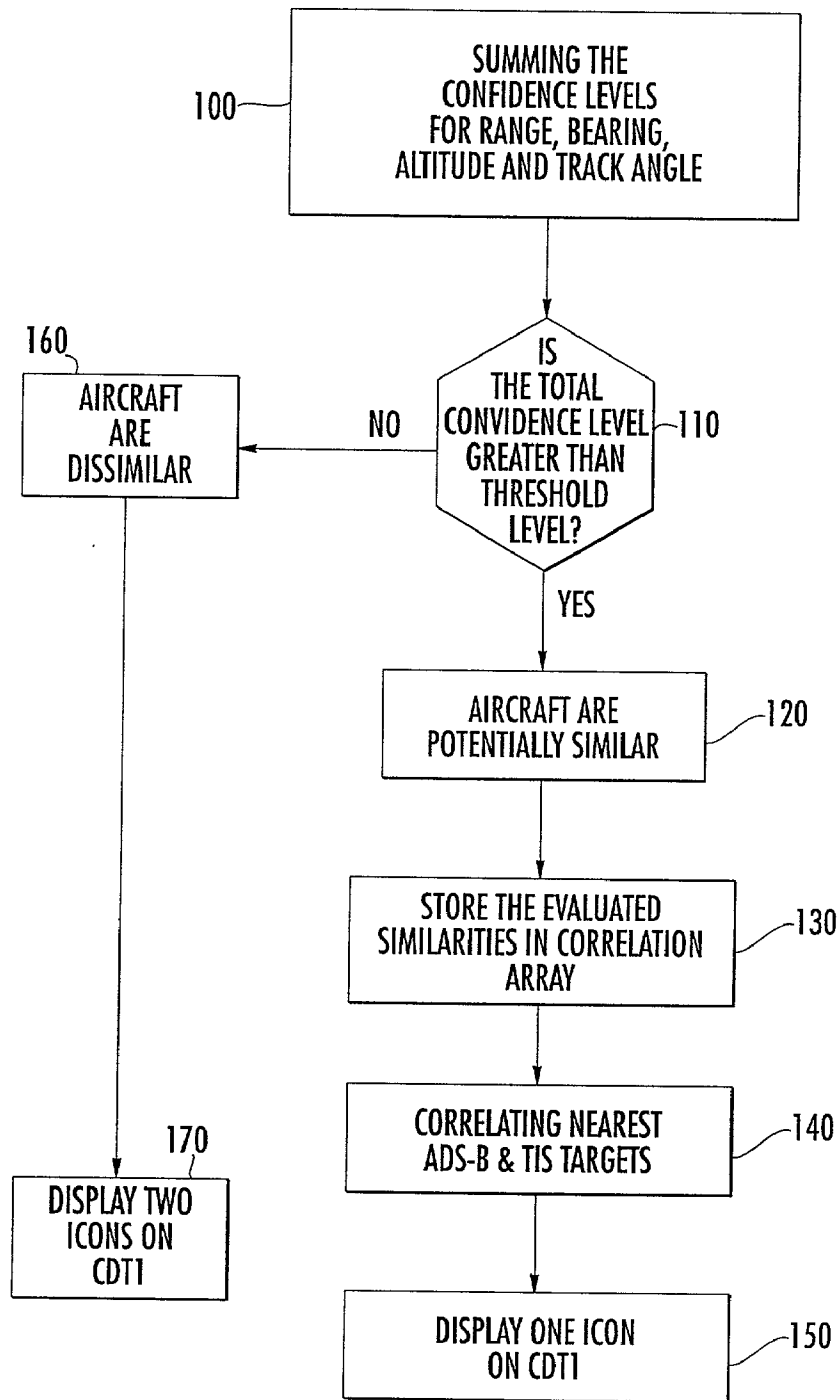 SUMMING THE
CONFIDENCE LEVELS
FOR RANGE, BEARING,
ALTITUDE AND TRACK ANGLE
100
IS
THE TOTAL
CONVIDENCE LEVEL
GREATER THAN
THRESHOLD
LEVEL?
110
NO
160
AIRCRAFT
ARE
DISSIMILAR
YES
AIRCRAFT ARE
POTENTIALLY SIMILAR
120
STORE THE EVALUATED
SIMILARITIES IN CORRELATION
ARRAY
130
CORRELATING NEAREST
ADS-B & TIS TARGETS
140
170
DISPLAY TWO
ICONS ON
CDT1
DISPLAY ONE ICON
ON CDT1
150